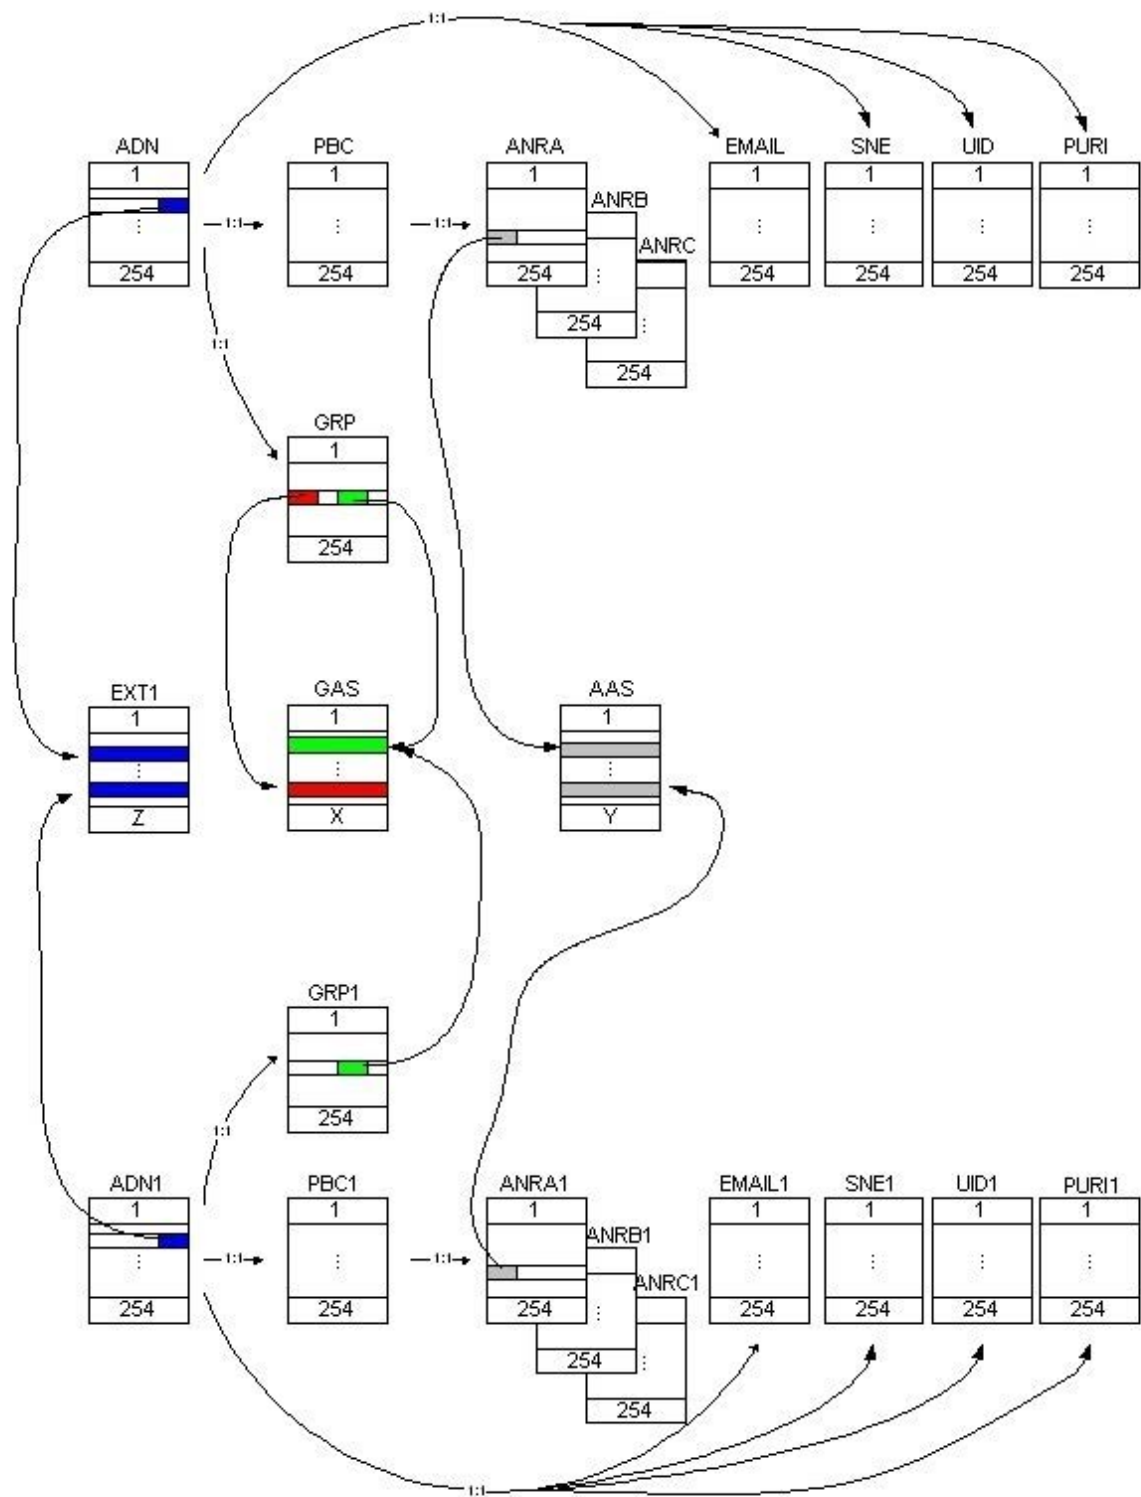 1:1
ADN PBC ANRA EMAIL SNE UID PURI
1 1 1 1 1 1 1
ANRB
⋮ 1:1 ⋮ 1:1 ⋮ ⋮ ⋮ ⋮
ANRC
254 254 254 ⋮ 254 254 254 254
254 ⋮
1:1
254
GRP
1
254
EXT1 GAS AAS
1 1 1
⋮ ⋮ ⋮
Z X Y
GRP1
1
254
1:1
ADN1 PBC1 ANRA1 EMAIL1 SNE1 UID1 PURI1
1 1 1 1 1 1 1
ANRB1
⋮ 1:1 ⋮ 1:1 ⋮ ⋮ ⋮ ⋮
ANRC1
254 254 254 ⋮ 254 254 254 254
254 ⋮
254
1:1